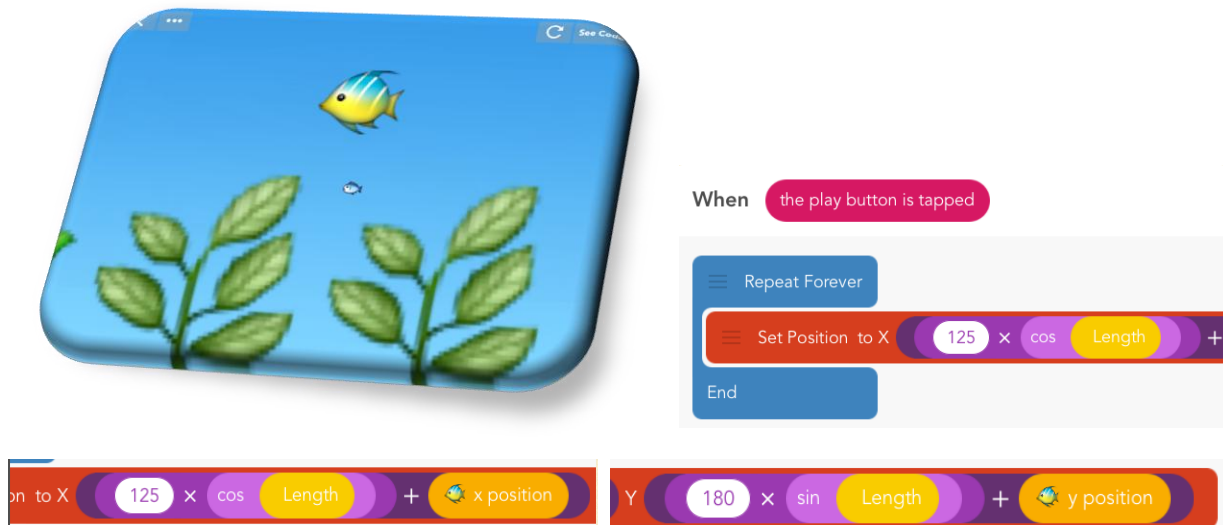 See Code
When the play button is tapped
Repeat Forever
Set Position to X 125 × cos Length +
End
on to X 125 × cos Length + x position
Y 180 × sin Length + y position